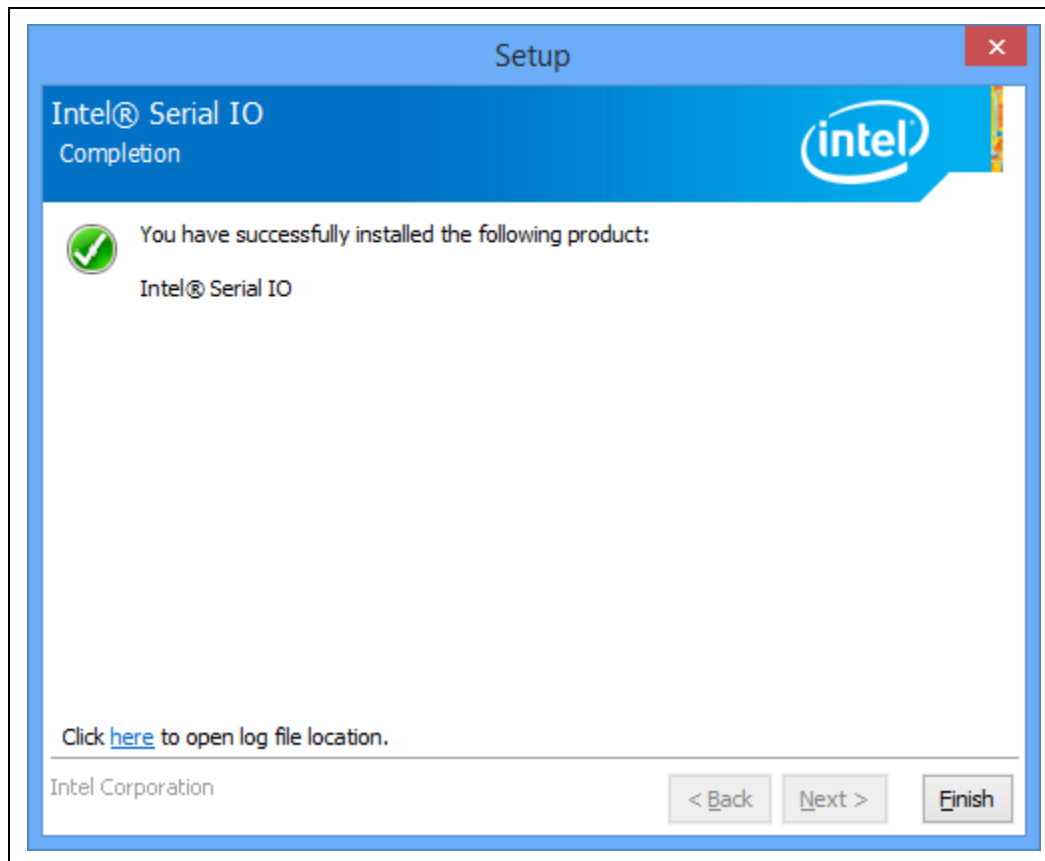 Setup
Intel® Serial IO
Completion
intel
You have successfully installed the following product:
Intel® Serial IO
Click here to open log file location.
Intel Corporation
< Back
Next >
Finish